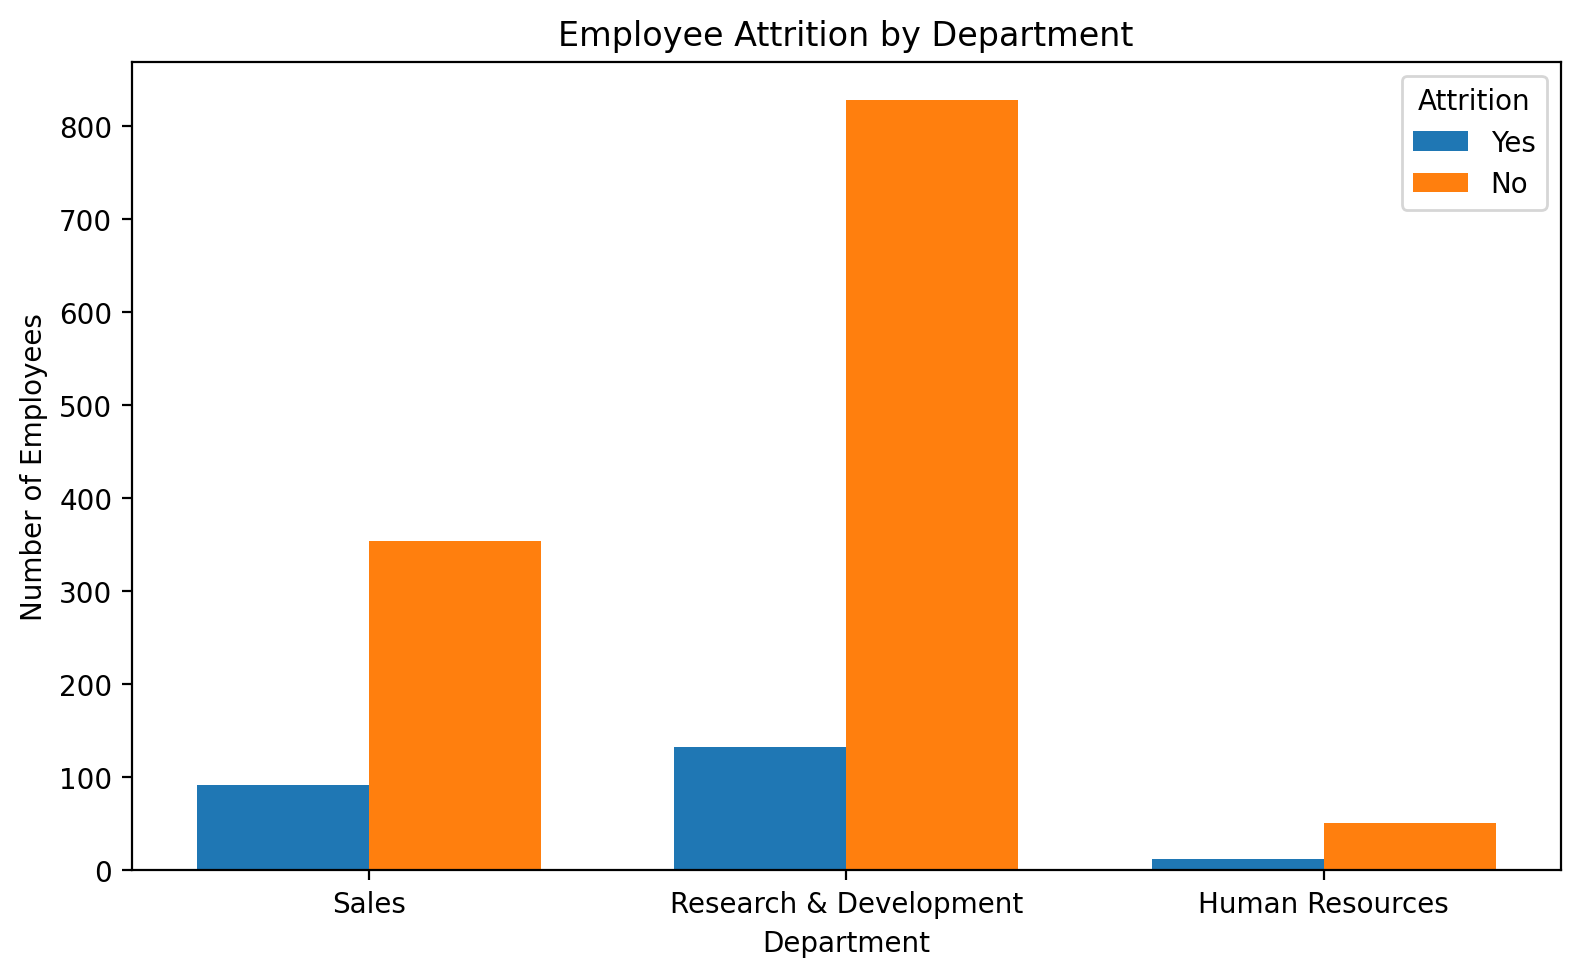 Employee Attrition by Department
Attrition
Yes
No
Number of Employees
800
700
600
500
400
300
200
100
0
Sales
Research & Development
Human Resources
Department